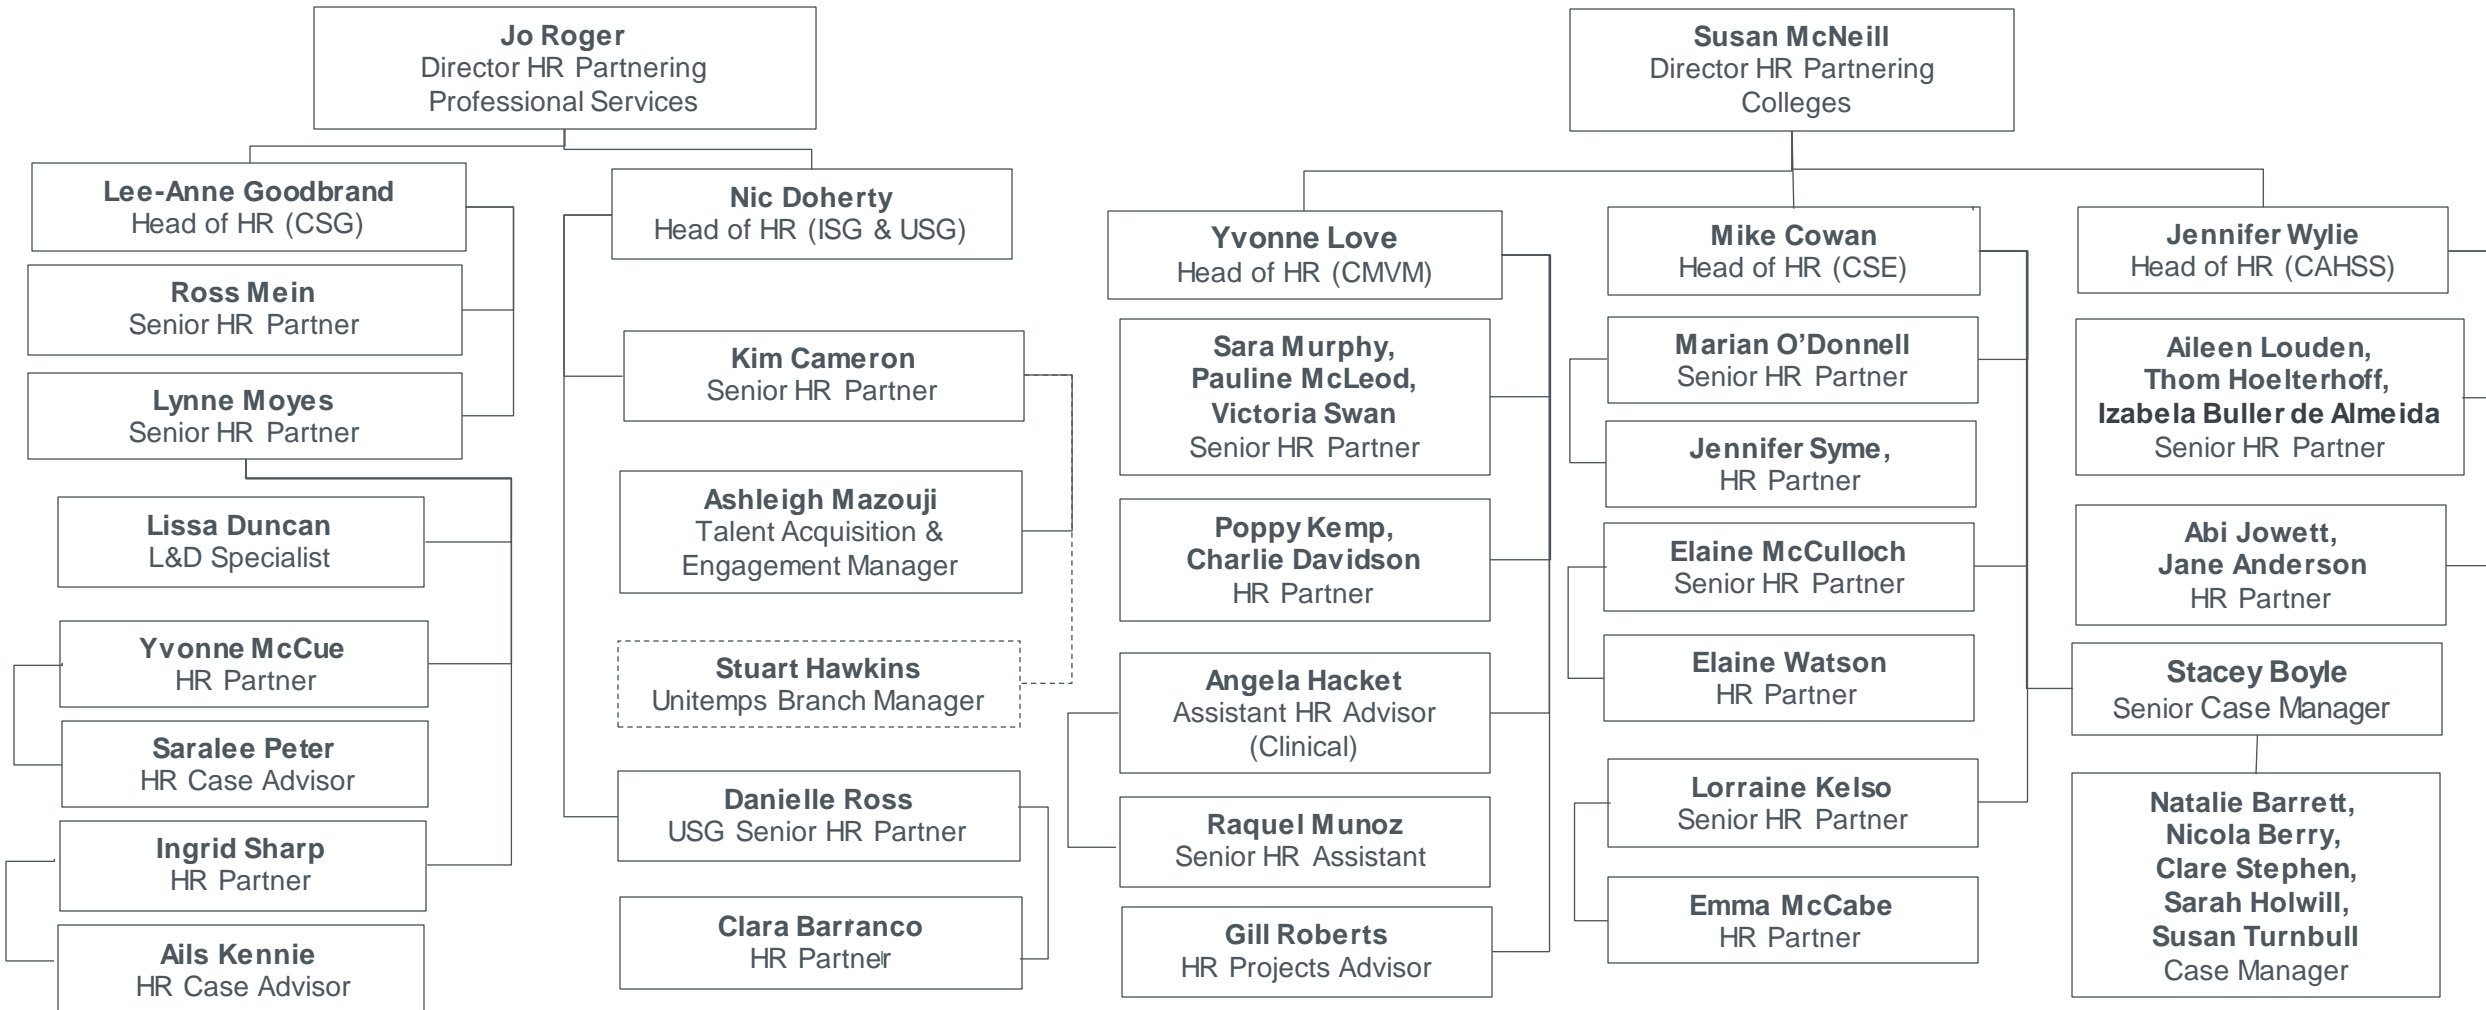 Jo Roger
Director HR Partnering
Professional Services
Lee-Anne Goodbrand
Head of HR (CSG)
Ross Mein
Senior HR Partner
Lynne Moyes
Senior HR Partner
Lissa Duncan
L&D Specialist
Yvonne McCue
HR Partner
Saralee Peter
HR Case Advisor
Ingrid Sharp
HR Partner
Ails Kennie
HR Case Advisor
Nic Doherty
Head of HR (ISG & USG)
Kim Cameron
Senior HR Partner
Ashleigh Mazouji
Talent Acquisition &
Engagement Manager
Stuart Hawkins
Unitemps Branch Manager
Danielle Ross
USG Senior HR Partner
Clara Barranco
HR Partner
Susan McNeill
Director HR Partnering
Colleges
Yvonne Love
Head of HR (CMVM)
Sara Murphy,
Pauline McLeod,
Victoria Swan
Senior HR Partner
Poppy Kemp,
Charlie Davidson
HR Partner
Angela Hacket
Assistant HR Advisor
(Clinical)
Raquel Munoz
Senior HR Assistant
Gill Roberts
HR Projects Advisor
Mike Cowan
Head of HR (CSE)
Marian O’Donnell
Senior HR Partner
Jennifer Syme,
HR Partner
Elaine McCulloch
Senior HR Partner
Elaine Watson
HR Partner
Lorraine Kelso
Senior HR Partner
Emma McCabe
HR Partner
Jennifer Wylie
Head of HR (CAHSS)
Aileen Louden,
Thom Hoelterhoff,
Izabela Buller de Almeida
Senior HR Partner
Abi Jowett,
Jane Anderson
HR Partner
Stacey Boyle
Senior Case Manager
Natalie Barrett,
Nicola Berry,
Clare Stephen,
Sarah Holwill,
Susan Turnbull
Case Manager